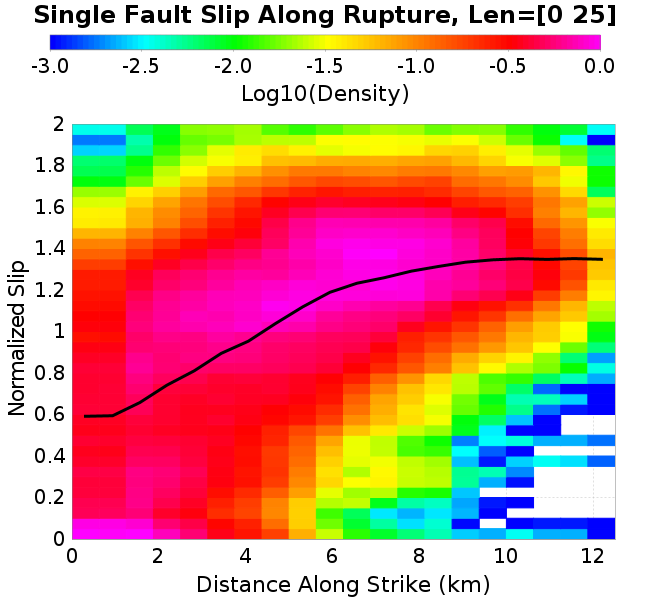 Single Fault Slip Along Rupture, Len=[0 25]
-3.0 -2.5 -2.0 -1.5 -1.0 -0.5 0.0
Log10(Density)
2
1.8
1.6
1.4
1.2
1
0.8
0.6
0.4
0.2
0
Normalized Slip
0 2 4 6 8 10 12
Distance Along Strike (km)